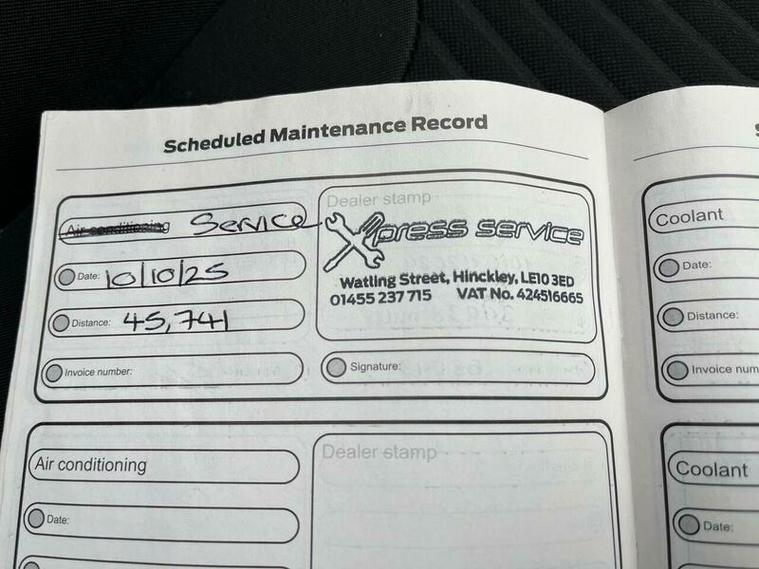 Scheduled Maintenance Record
Air conditioning Service
Date: 10/10/25
Distance: 45,741
Invoice number:
Dealer stamp
Xpress service
Watling Street, Hinckley, LE10 3ED
01455 237 715 VAT No. 424516665
Signature:
Air conditioning
Date:
Dealer stamp
S
Coolant
Date:
Distance:
Invoice num
Coolant
Date: